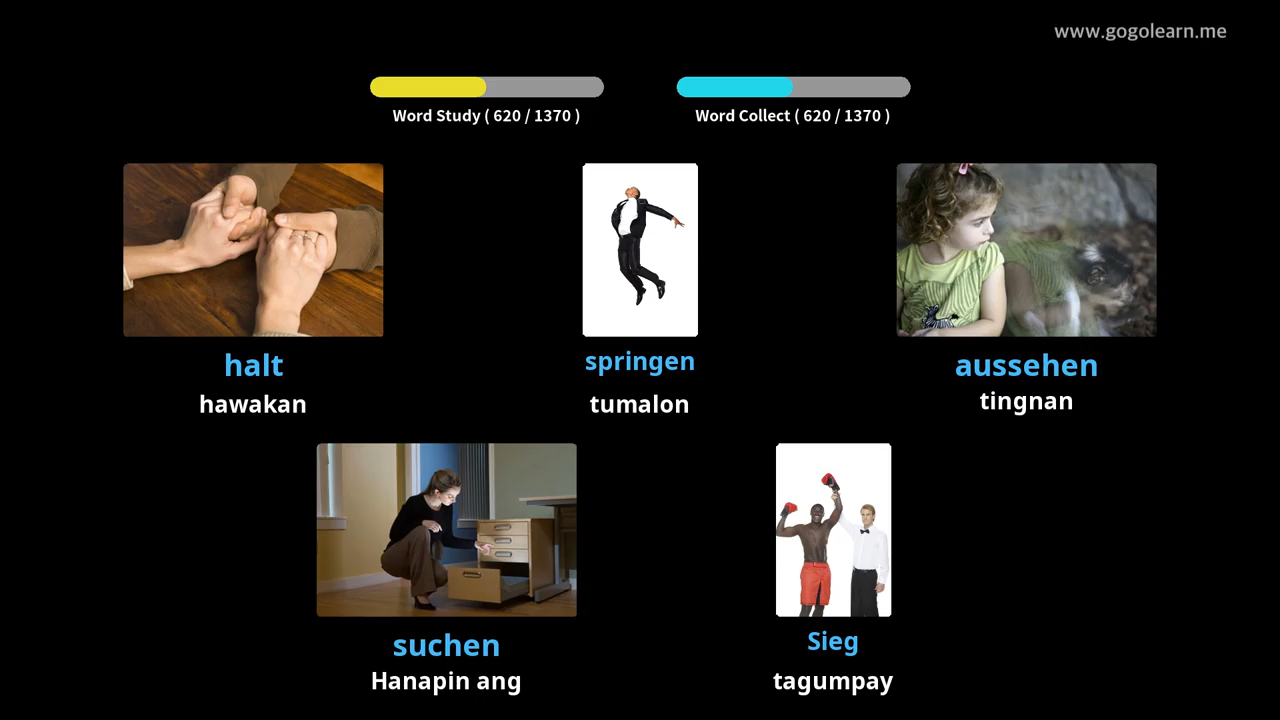 www.gogolearn.me
Word Study ( 620 / 1370 )
Word Collect ( 620 / 1370 )
halt
hawakan
springen
tumalon
aussehen
tingnan
suchen
Hanapin ang
Sieg
tagumpay